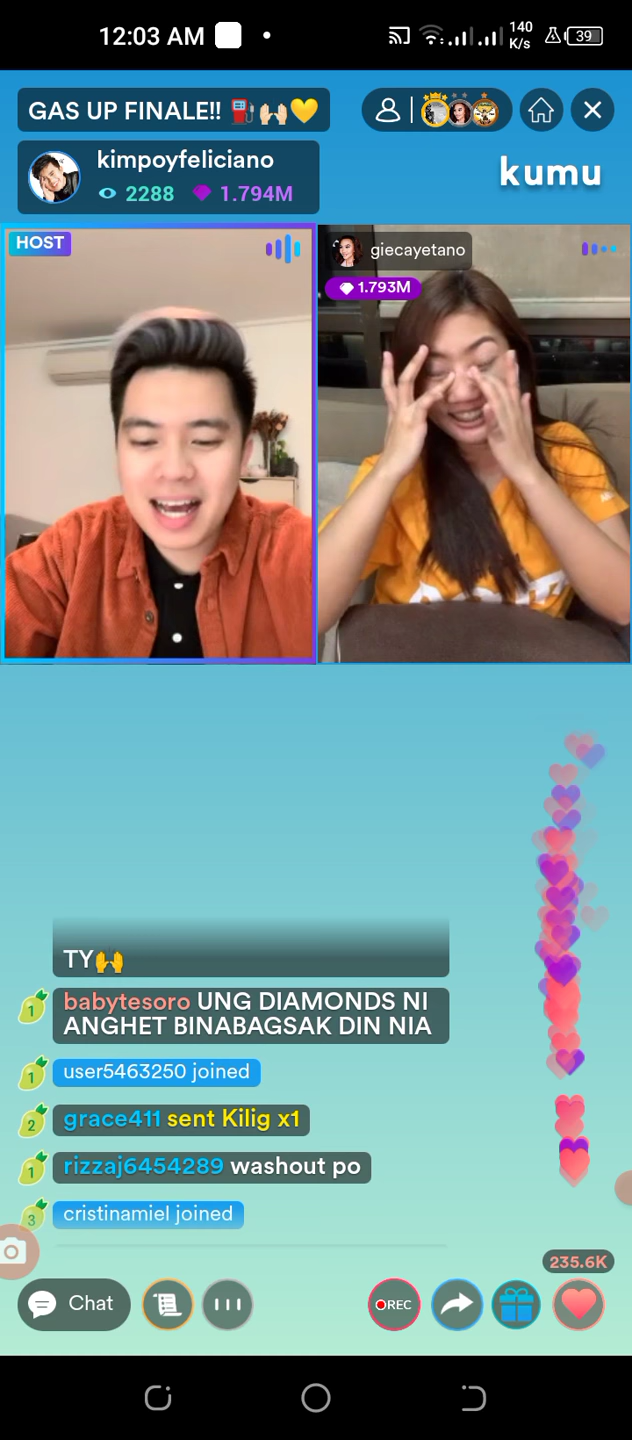 12:03 AM
140
K/s
39
GAS UP FINALE!! ⛽🙌🏻💛
kimpoyfeliciano
2288 1.794M
kumu
HOST
giecayetano
1.793M
TY🙌
1 babytesoro UNG DIAMONDS NI
ANGHET BINABAGSAK DIN NIA
1 user5463250 joined
2 grace411 sent Kilig x1
1 rizzaj6454289 washout po
3 cristinamiel joined
235.6K
Chat
REC